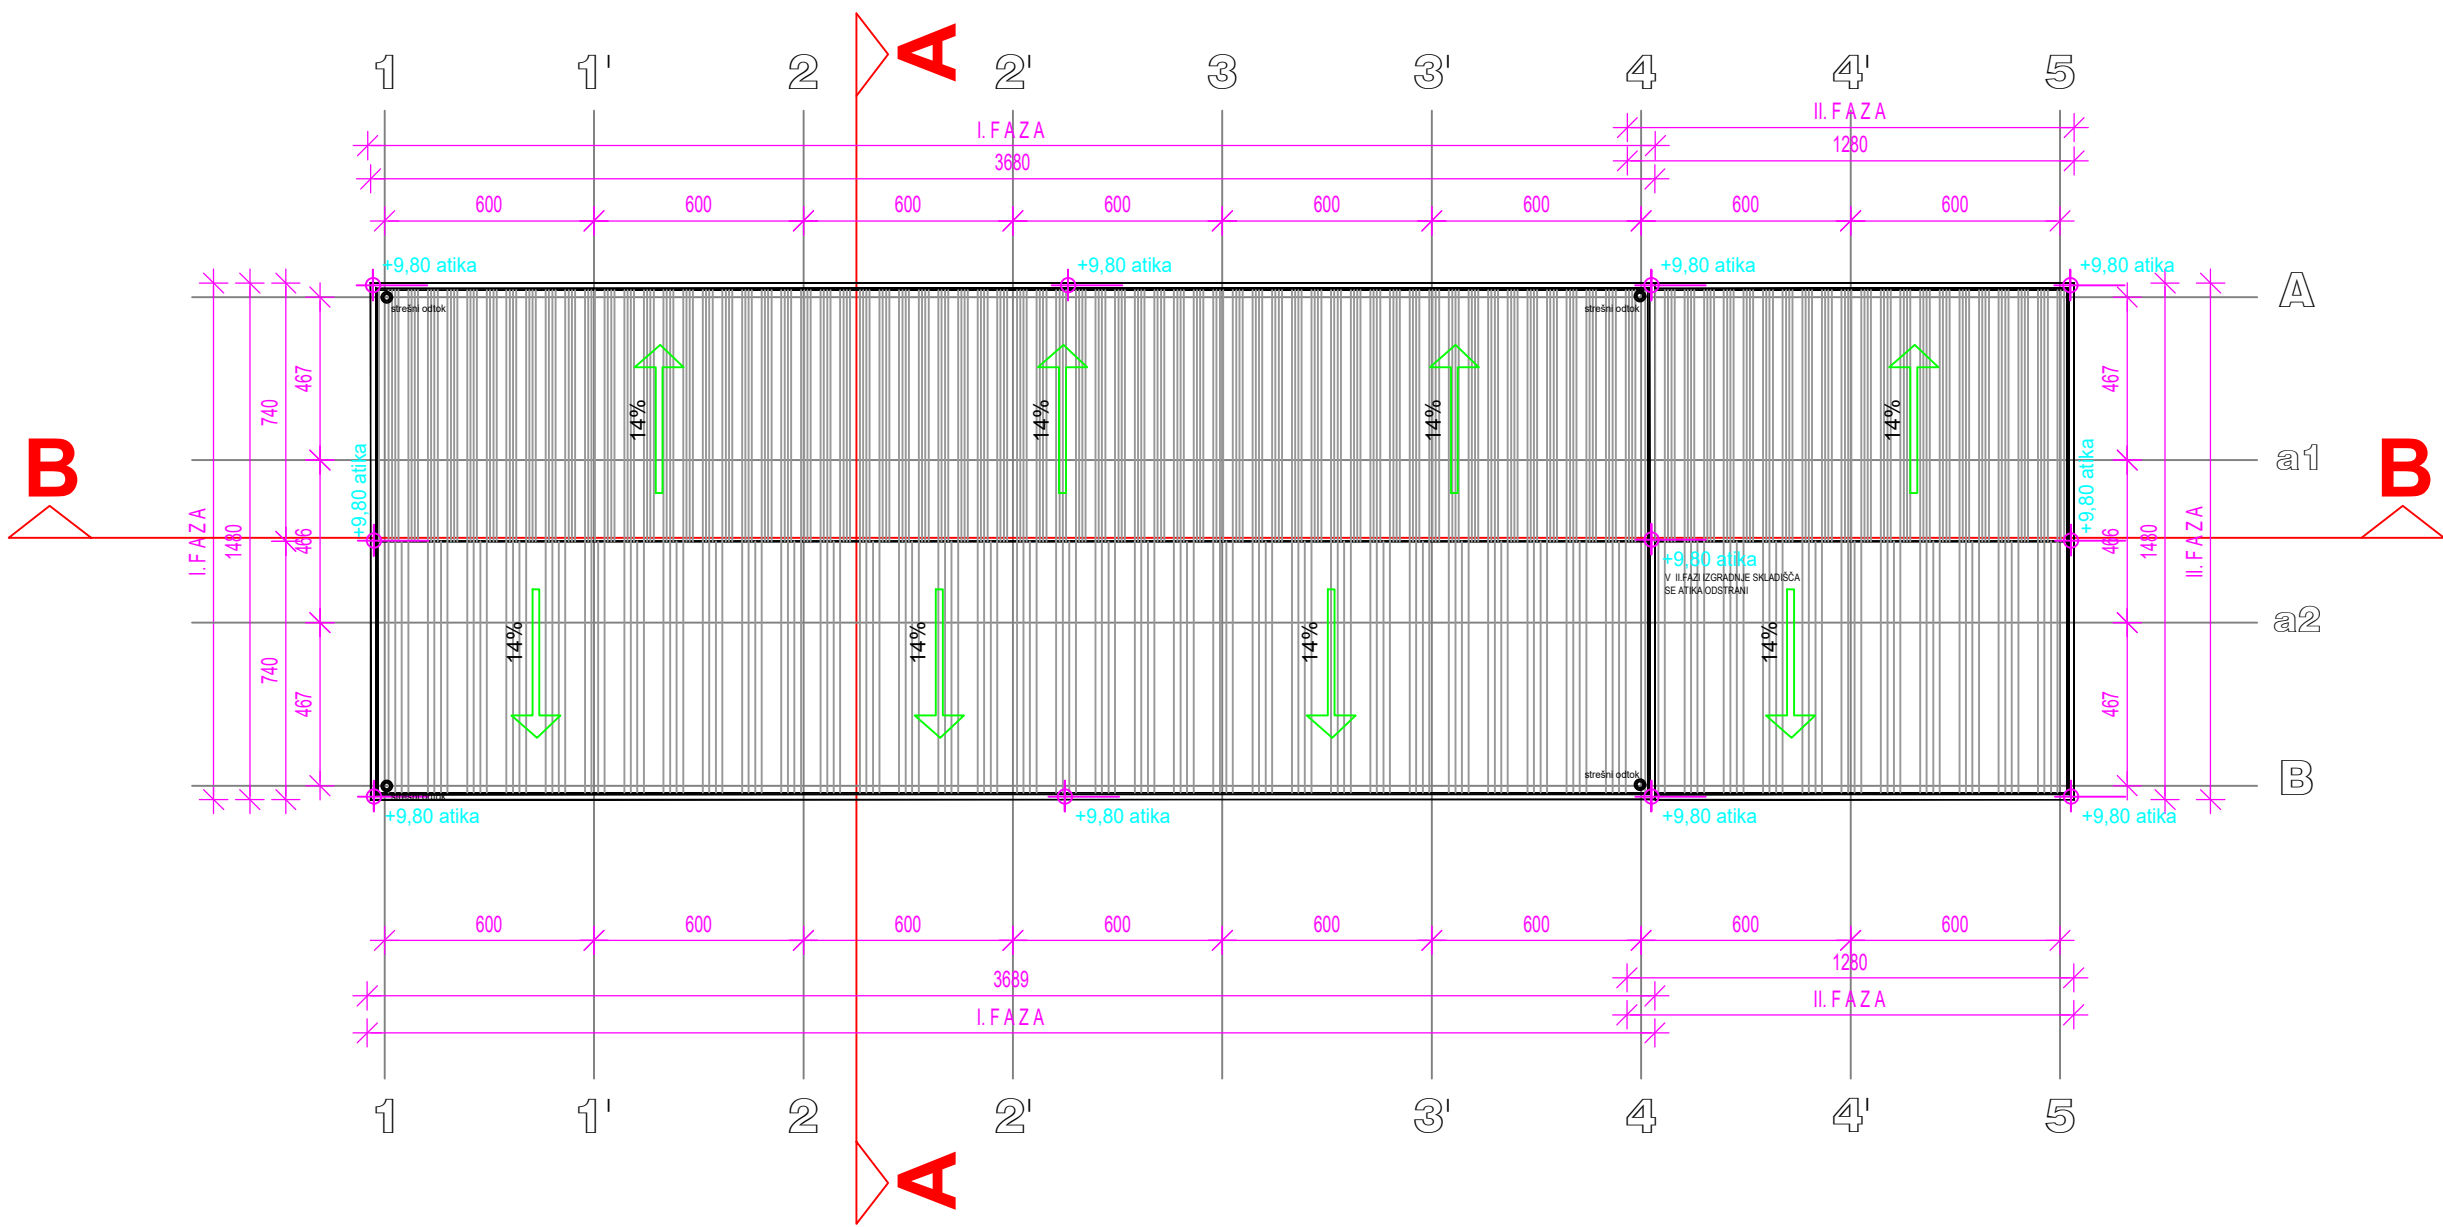 A
1 1' 2 2' 3 3' 4 4' 5
I. F A Z A
II. F A Z A
3680
1280
600 600 600 600 600 600 600 600
+9,80 atika +9,80 atika +9,80 atika +9,80 atika
A
strešni odtok strešni odtok
467
467
740
14% 14% 14% 14%
B
B
a1
+9,80 atika
+9,80 atika
I. F A Z A
1480
466
466
1480
II. F A Z A
+9,80 atika
V II.FAZI IZGRADNJE SKLADIŠČA
SE ATIKA ODSTRANI
a2
14% 14% 14% 14%
740
467
467
strešni odtok strešni odtok
B
+9,80 atika +9,80 atika +9,80 atika +9,80 atika
600 600 600 600 600 600 600 600
1280
3689
II. F A Z A
I. F A Z A
1 1' 2 2' 3' 4 4' 5
A